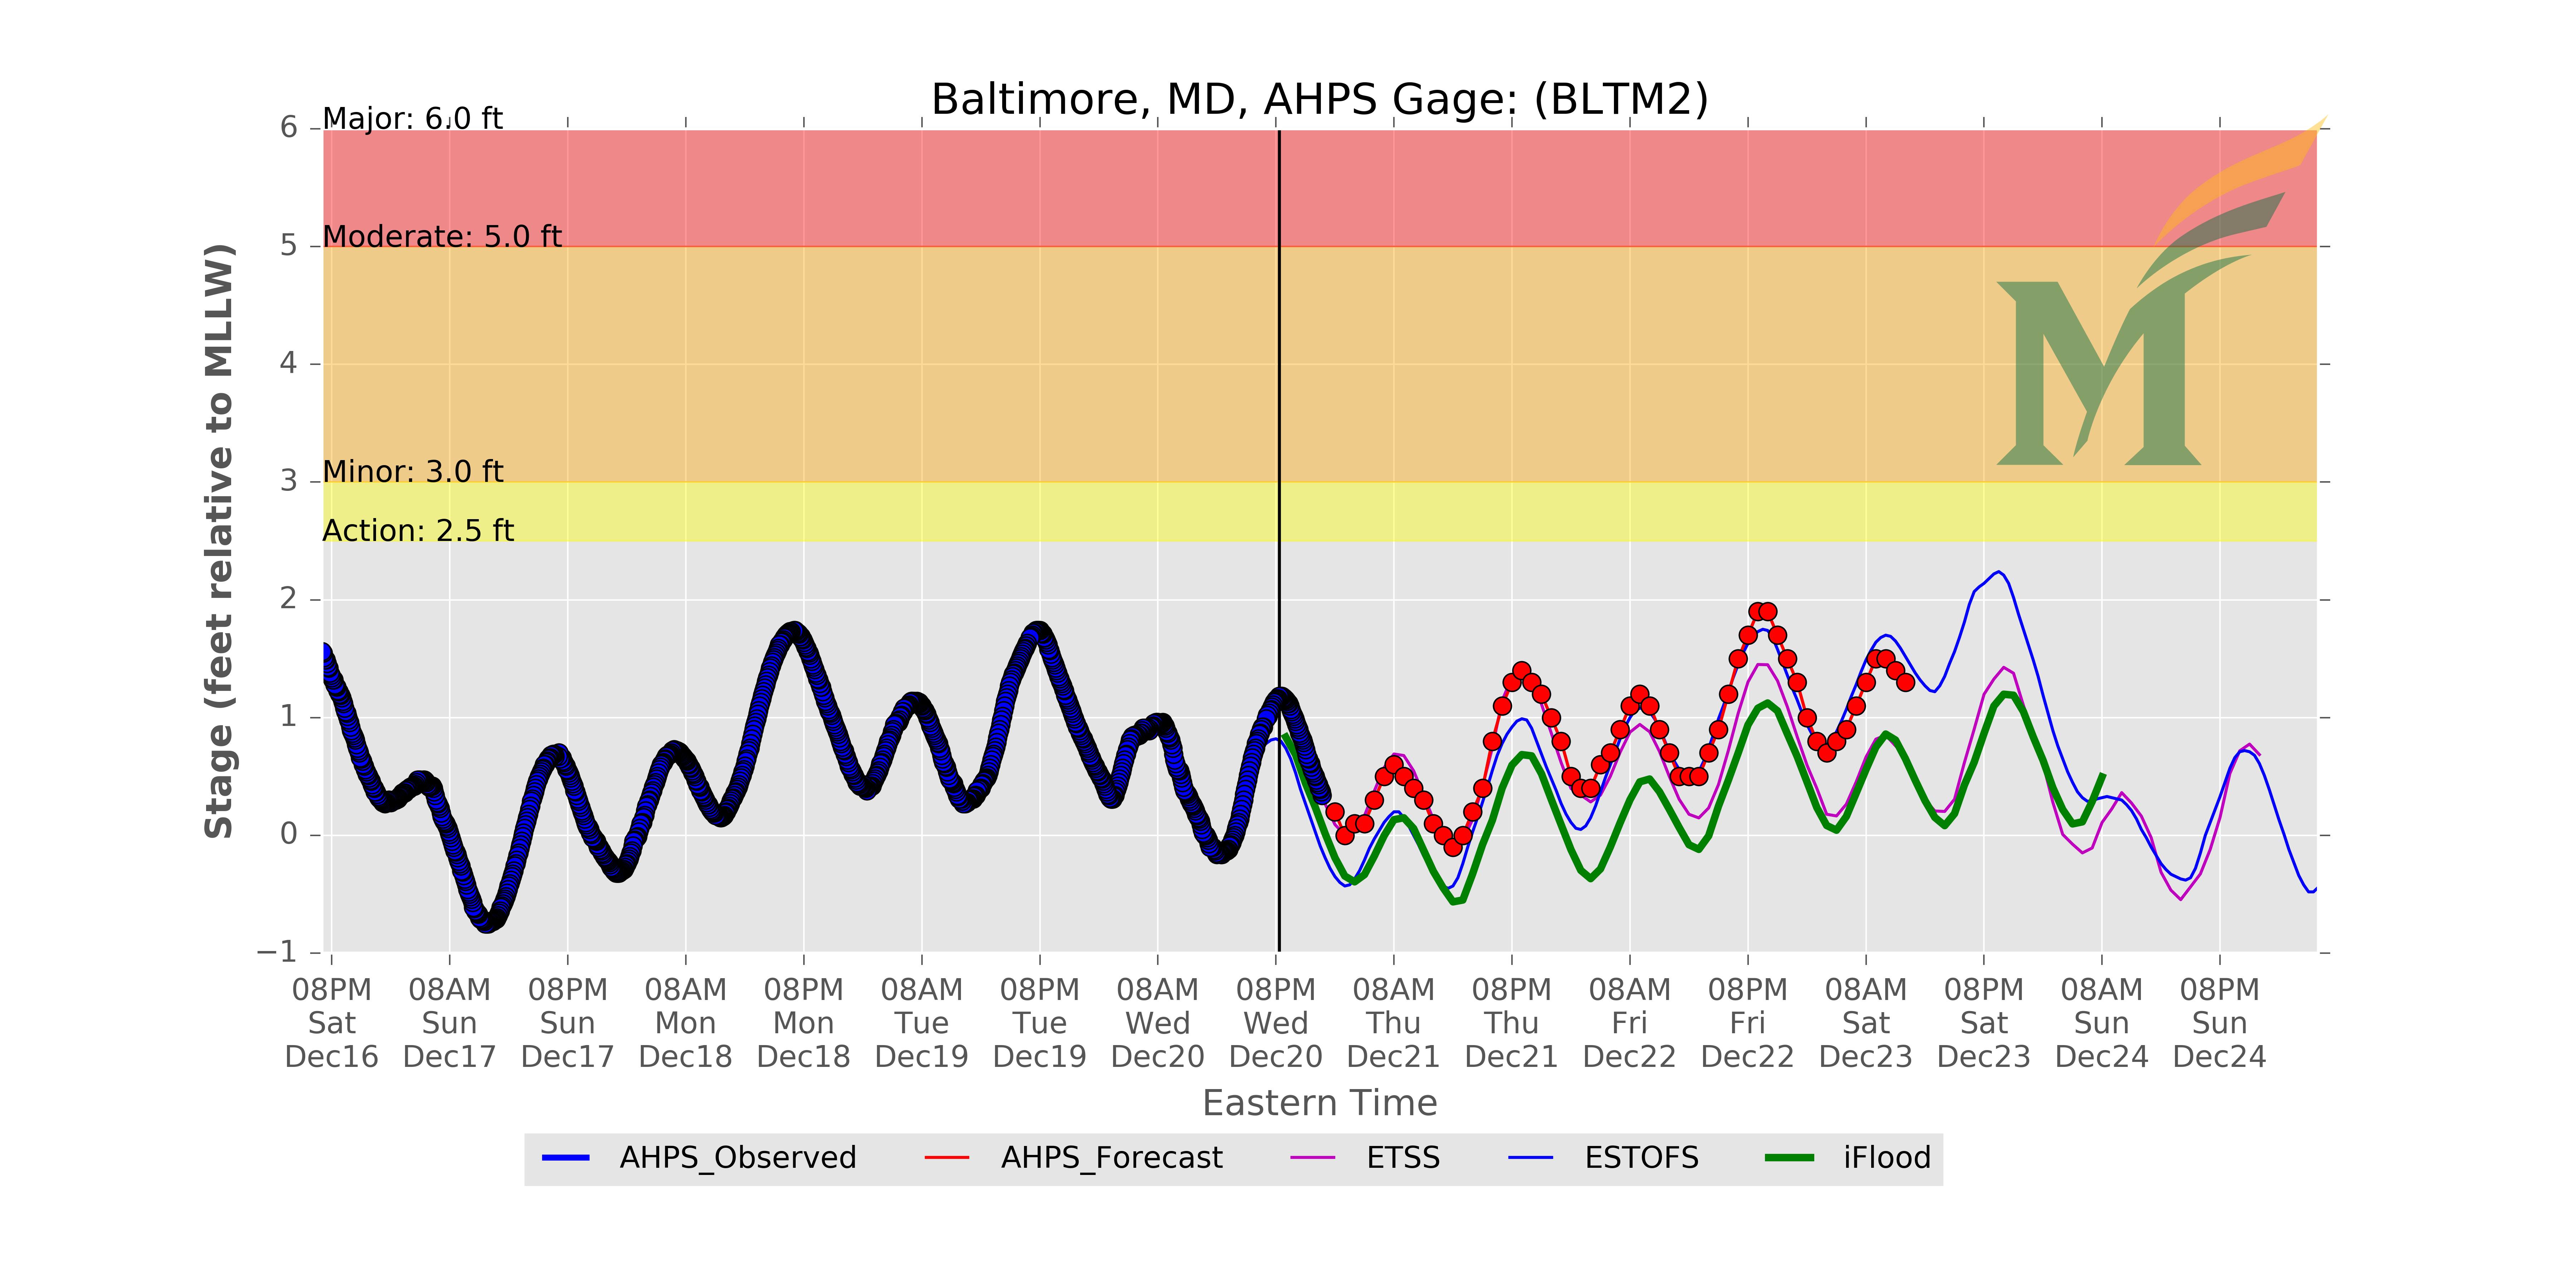 Baltimore, MD, AHPS Gage: (BLTM2)
Major: 6.0 ft
Moderate: 5.0 ft
Minor: 3.0 ft
Action: 2.5 ft
Stage (feet relative to MLLW)
6
5
4
3
2
1
0
−1
08PM 08AM 08PM 08AM 08PM 08AM 08PM 08AM 08PM 08AM 08PM 08AM 08PM 08AM 08PM 08AM 08PM
Sat Sun Sun Mon Mon Tue Tue Wed Wed Thu Thu Fri Fri Sat Sat Sun Sun
Dec16 Dec17 Dec17 Dec18 Dec18 Dec19 Dec19 Dec20 Dec20 Dec21 Dec21 Dec22 Dec22 Dec23 Dec23 Dec24 Dec24
Eastern Time
AHPS_Observed AHPS_Forecast ETSS ESTOFS iFlood
M